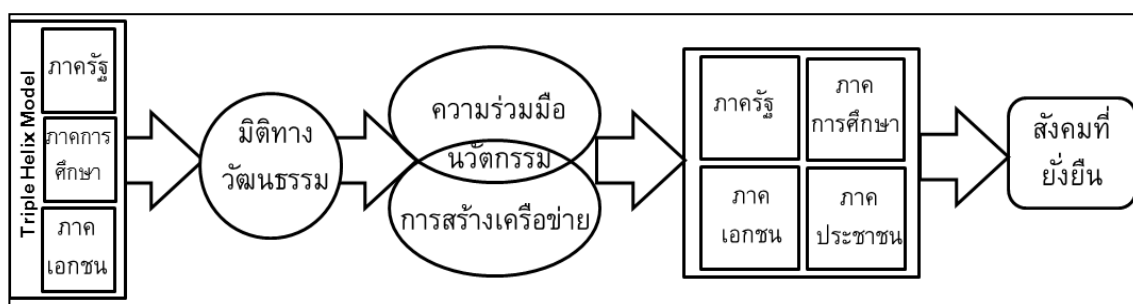 Triple Helix Model
ภาครัฐ
ภาคการ
ศึกษา
ภาค
เอกชน
มิติทาง
วัฒนธรรม
ความร่วมมือ
นวัตกรรม
การสร้างเครือข่าย
ภาครัฐ
ภาค
การศึกษา
ภาค
เอกชน
ภาค
ประชาชน
สังคมที่
ยั่งยืน